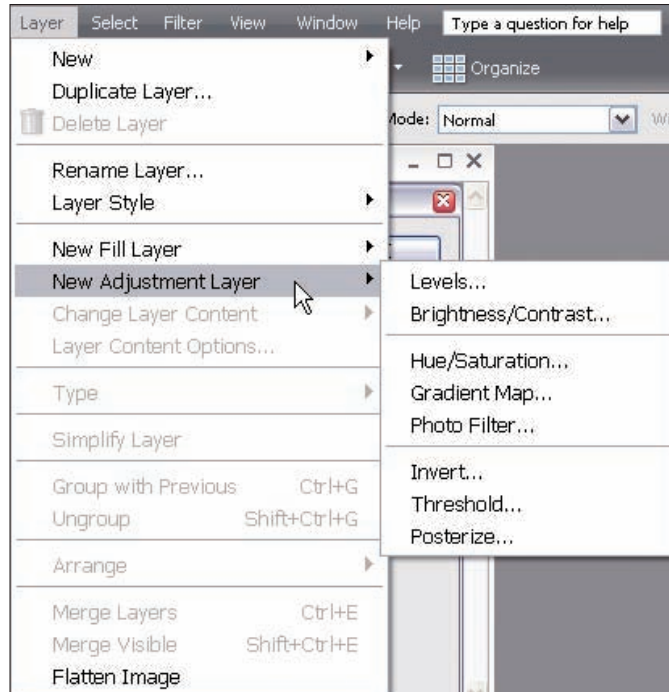 Layer Select Filter View Window Help Type a question for help
New
Duplicate Layer...
Delete Layer
Rename Layer...
Layer Style
New Fill Layer
New Adjustment Layer
Change Layer Content
Layer Content Options...
Type
Simplify Layer
Group with Previous Ctrl+G
Ungroup Shift+Ctrl+G
Arrange
Merge Layers Ctrl+E
Merge Visible Shift+Ctrl+E
Flatten Image
Organize
Mode: Normal
Levels...
Brightness/Contrast...
Hue/Saturation...
Gradient Map...
Photo Filter...
Invert...
Threshold...
Posterize...